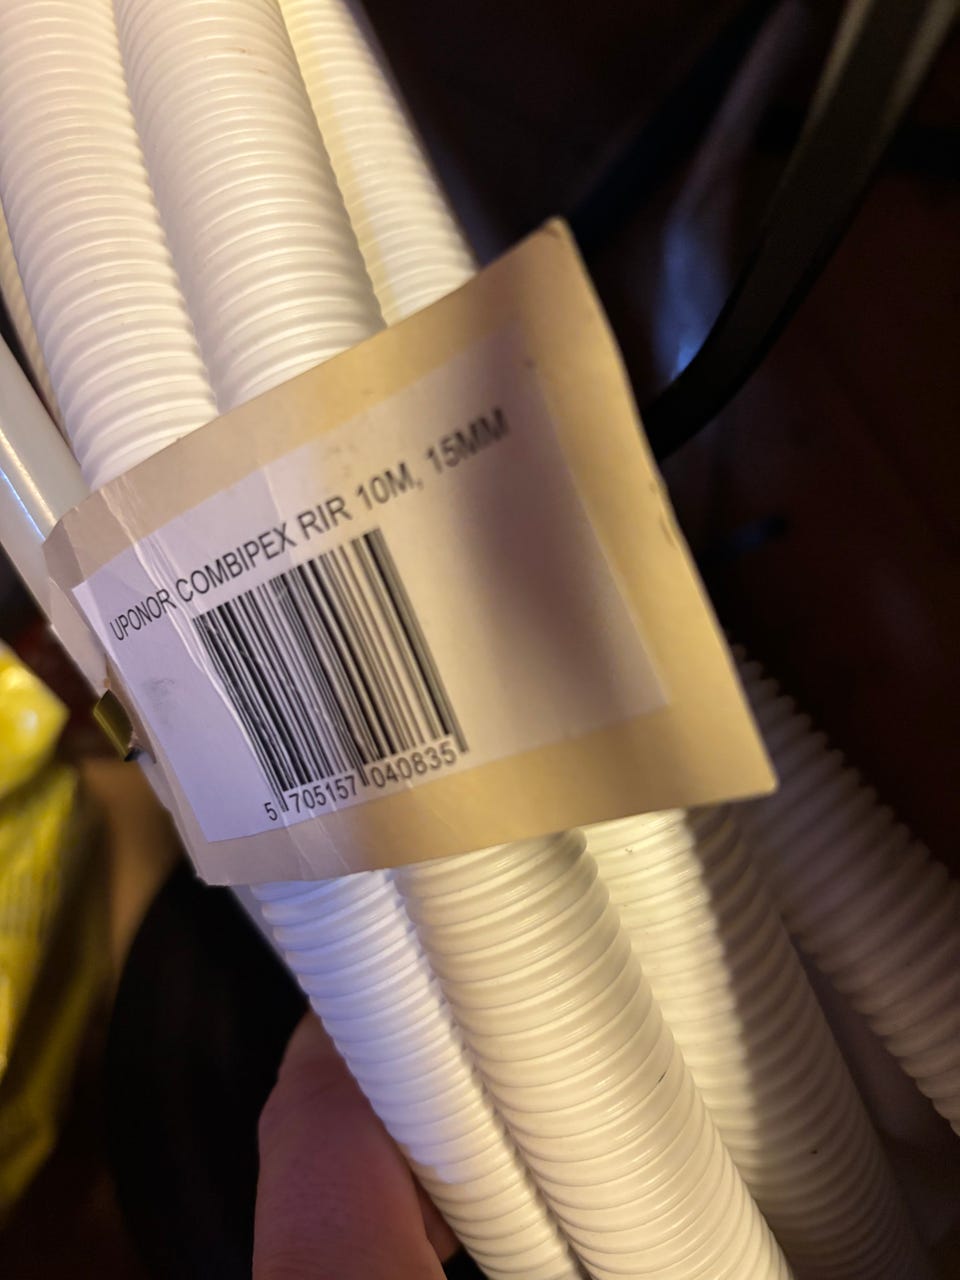 UPONOR COMBIPEX RIR 10M, 15MM
5 705157 040835